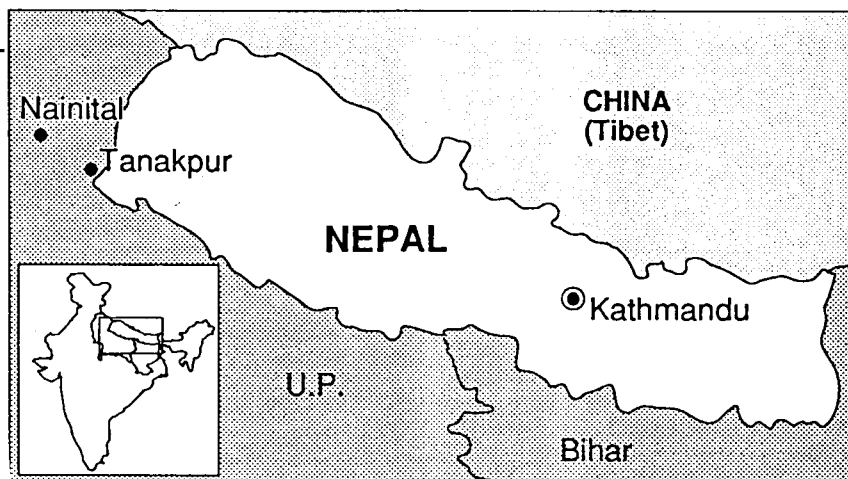 Nainital
Tanakpur
CHINA
(Tibet)
NEPAL
Kathmandu
U.P.
Bihar